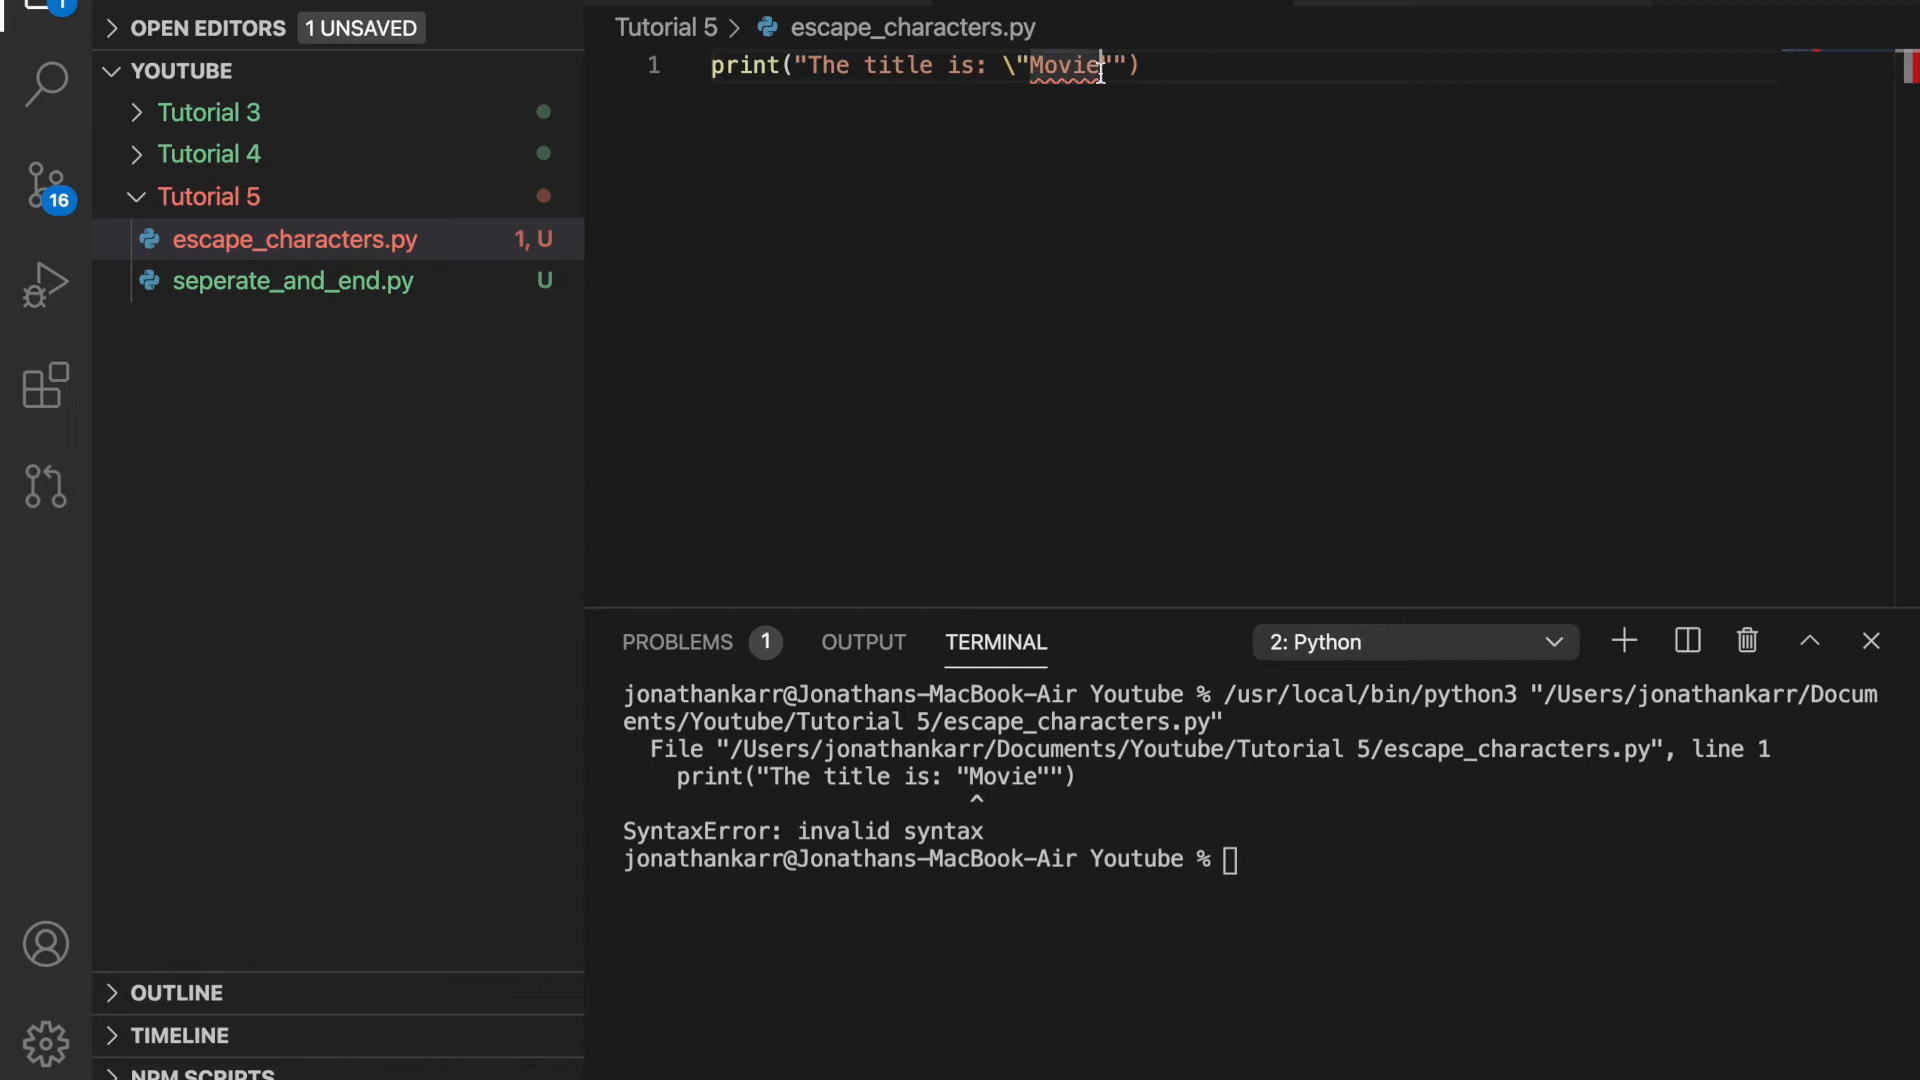 1
OPEN EDITORS 1 UNSAVED
YOUTUBE
Tutorial 3
Tutorial 4
Tutorial 5
escape_characters.py 1, U
seperate_and_end.py U
16
OUTLINE
TIMELINE
NPM SCRIPTS
Tutorial 5 > escape_characters.py
1 print("The title is: \"Movie"")
PROBLEMS 1 OUTPUT TERMINAL 2: Python
jonathankarr@Jonathans-MacBook-Air Youtube % /usr/local/bin/python3 "/Users/jonathankarr/Docum
ents/Youtube/Tutorial 5/escape_characters.py"
File "/Users/jonathankarr/Documents/Youtube/Tutorial 5/escape_characters.py", line 1
print("The title is: "Movie"")
^
SyntaxError: invalid syntax
jonathankarr@Jonathans-MacBook-Air Youtube %